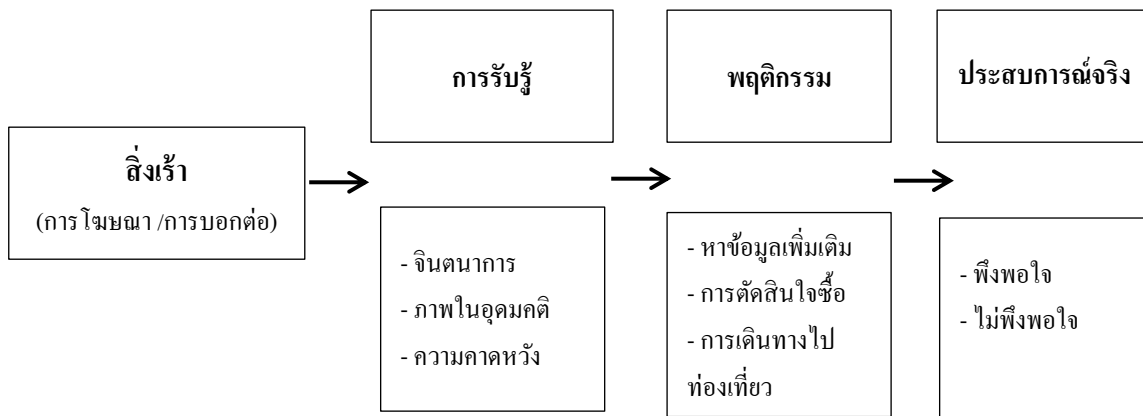 สิ่งเร้า
(การโฆษณา /การบอกต่อ)
การรับรู้
- จินตนาการ
- ภาพในอุดมคติ
- ความคาดหวัง
พฤติกรรม
- หาข้อมูลเพิ่มเติม
- การตัดสินใจซื้อ
- การเดินทางไป
ท่องเที่ยว
ประสบการณ์จริง
- พึงพอใจ
- ไม่พึงพอใจ